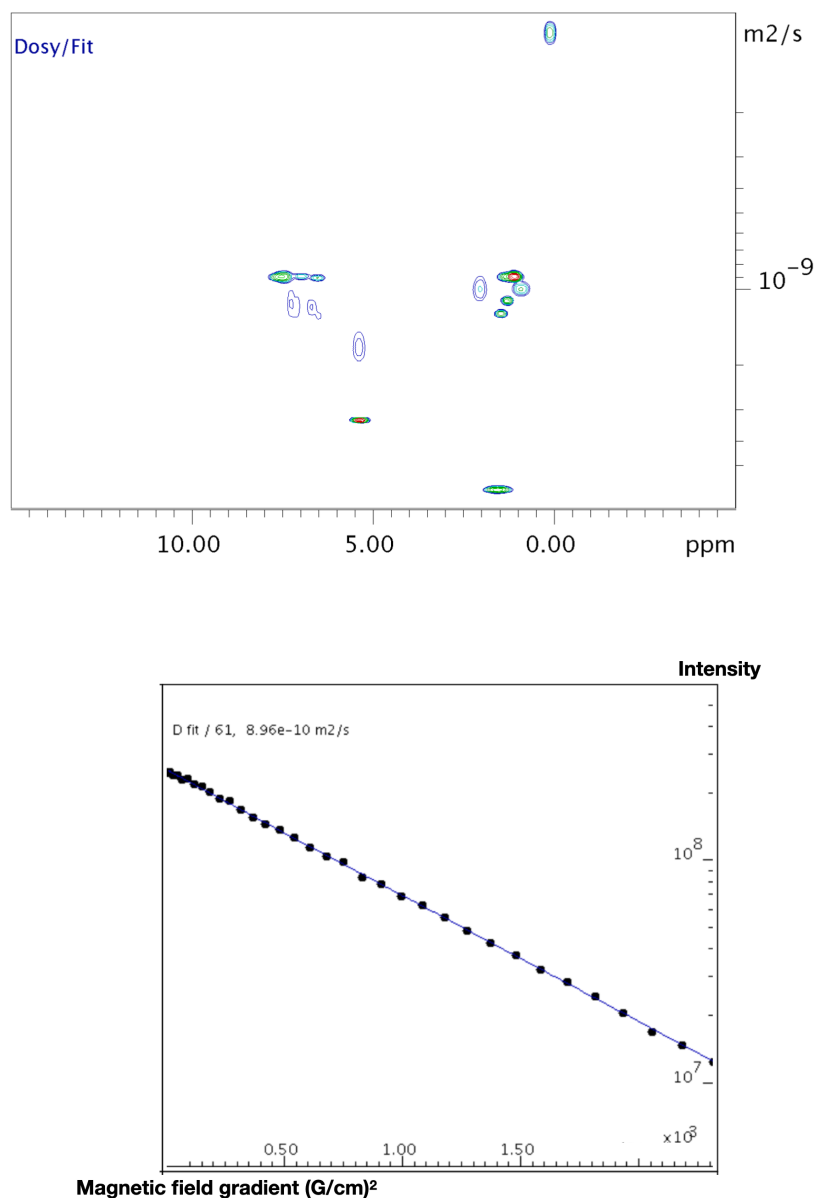 m2/s
Dosy/Fit
10⁻⁹
10.00 5.00 0.00 ppm
Intensity
D fit / 61, 8.96e-10 m2/s
10⁸
10⁷
x10³
0.50 1.00 1.50
Magnetic field gradient (G/cm)²